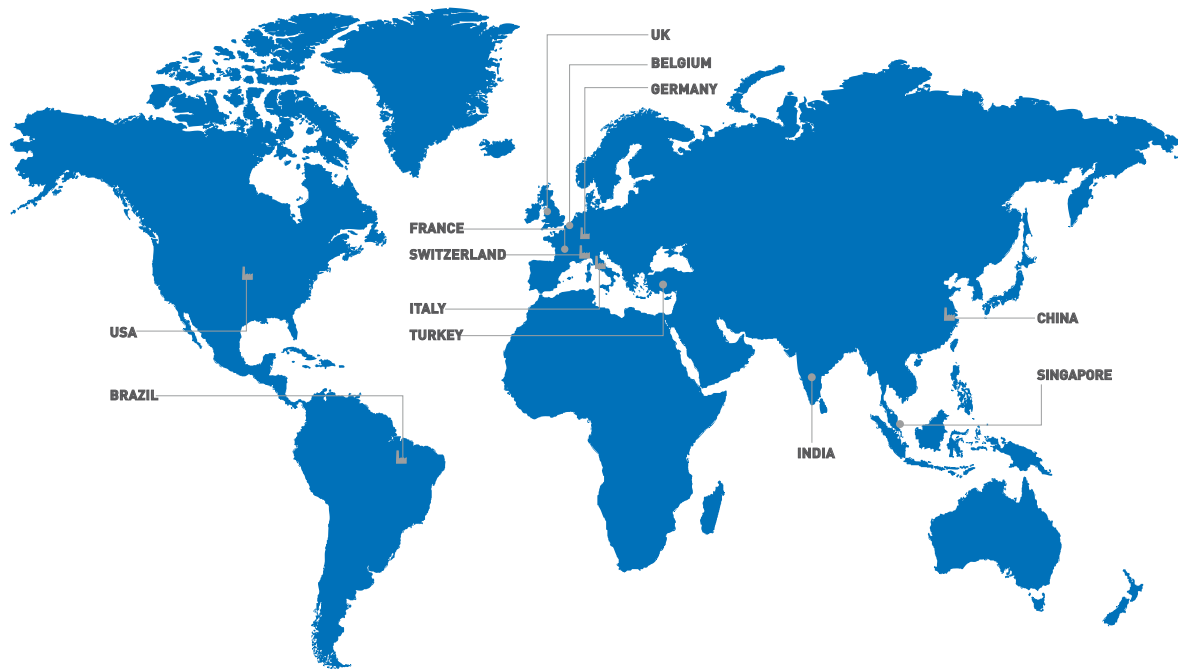 UK
BELGIUM
GERMANY
FRANCE
SWITZERLAND
ITALY
TURKEY
USA
BRAZIL
CHINA
SINGAPORE
INDIA